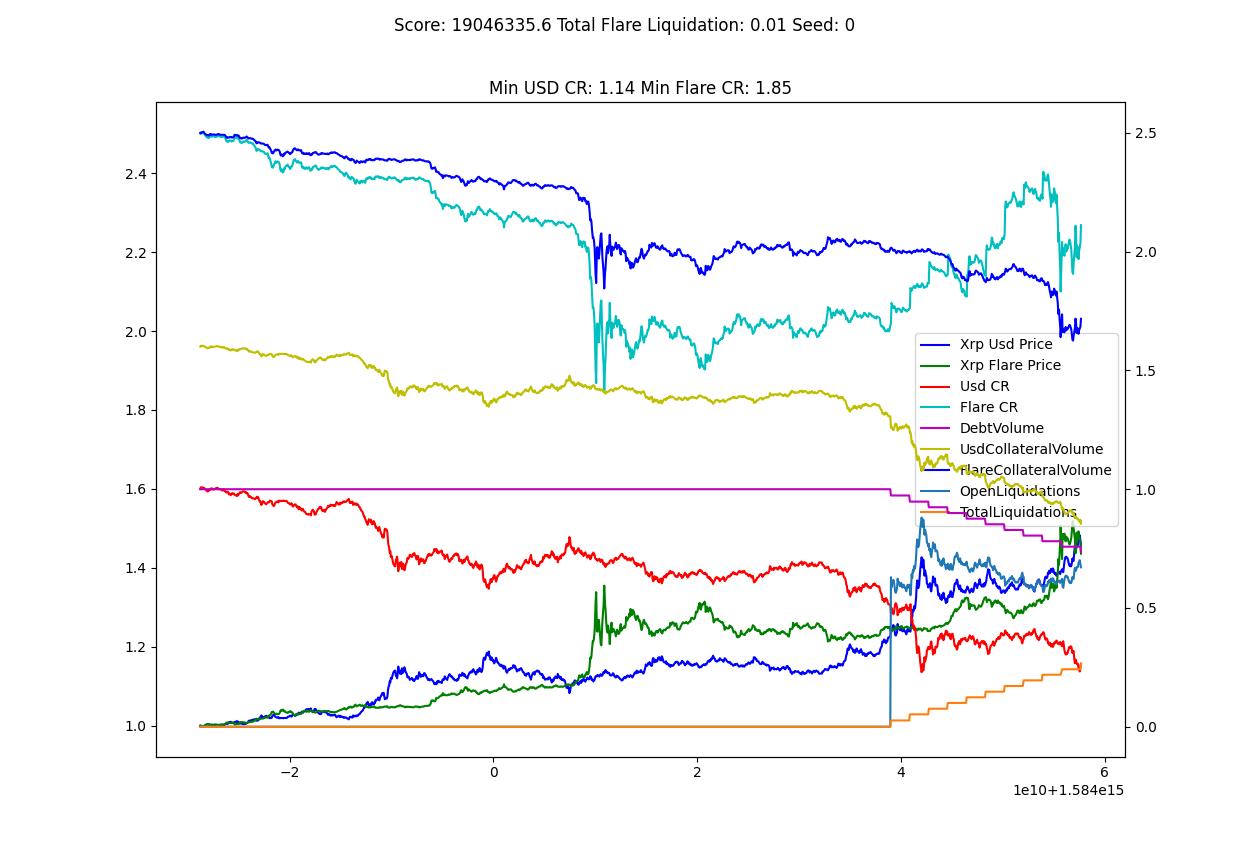 Score: 19046335.6 Total Flare Liquidation: 0.01 Seed: 0
Min USD CR: 1.14 Min Flare CR: 1.85
2.4
2.2
2.0
1.8
1.6
1.4
1.2
1.0
2.5
2.0
1.5
1.0
0.5
0.0
Xrp Usd Price
Xrp Flare Price
Usd CR
Flare CR
DebtVolume
UsdCollateralVolume
FlareCollateralVolume
OpenLiquidations
TotalLiquidations
−2
0
2
4
6
1e10+1.584e15